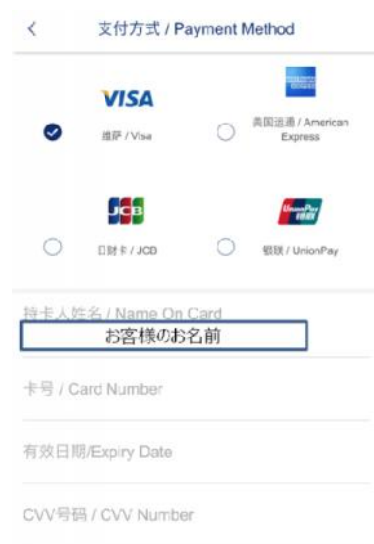 支付方式 / Payment Method
VISA
维萨 / Visa
美国运通 / American
Express
JCB
日财卡 / JCB
UnionPay
银联
银联 / UnionPay
持卡人姓名 / Name On Card
お客様のお名前
卡号 / Card Number
有效日期/Expiry Date
CVV号码 / CVV Number